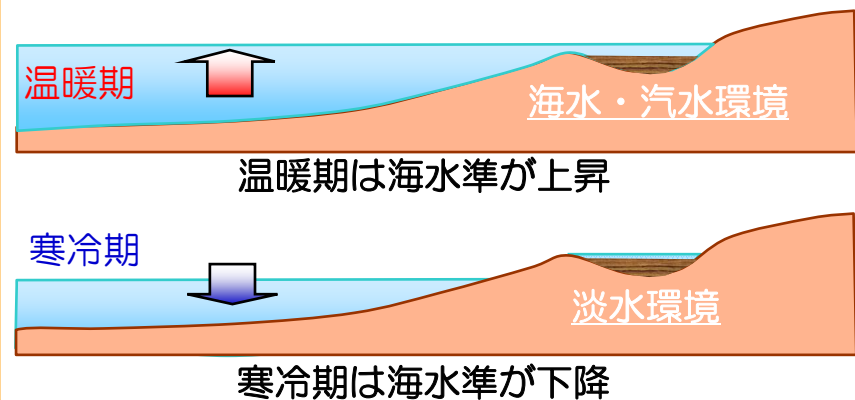 温暖期
海水・汽水環境
温暖期は海水準が上昇
寒冷期
淡水環境
寒冷期は海水準が下降